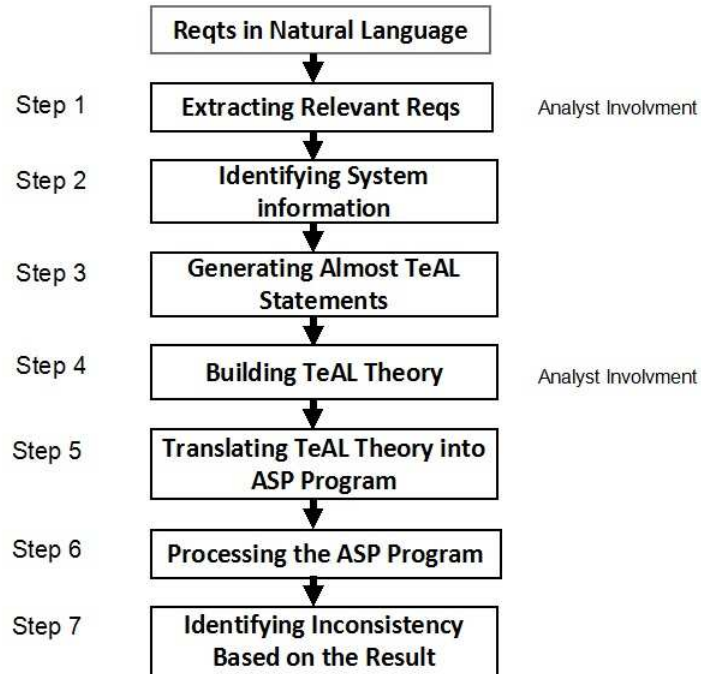 Reqts in Natural Language
Step 1
Extracting Relevant Reqs
Analyst Involvment
Step 2
Identifying System
information
Step 3
Generating Almost TeAL
Statements
Step 4
Building TeAL Theory
Analyst Involvment
Step 5
Translating TeAL Theory into
ASP Program
Step 6
Processing the ASP Program
Step 7
Identifying Inconsistency
Based on the Result